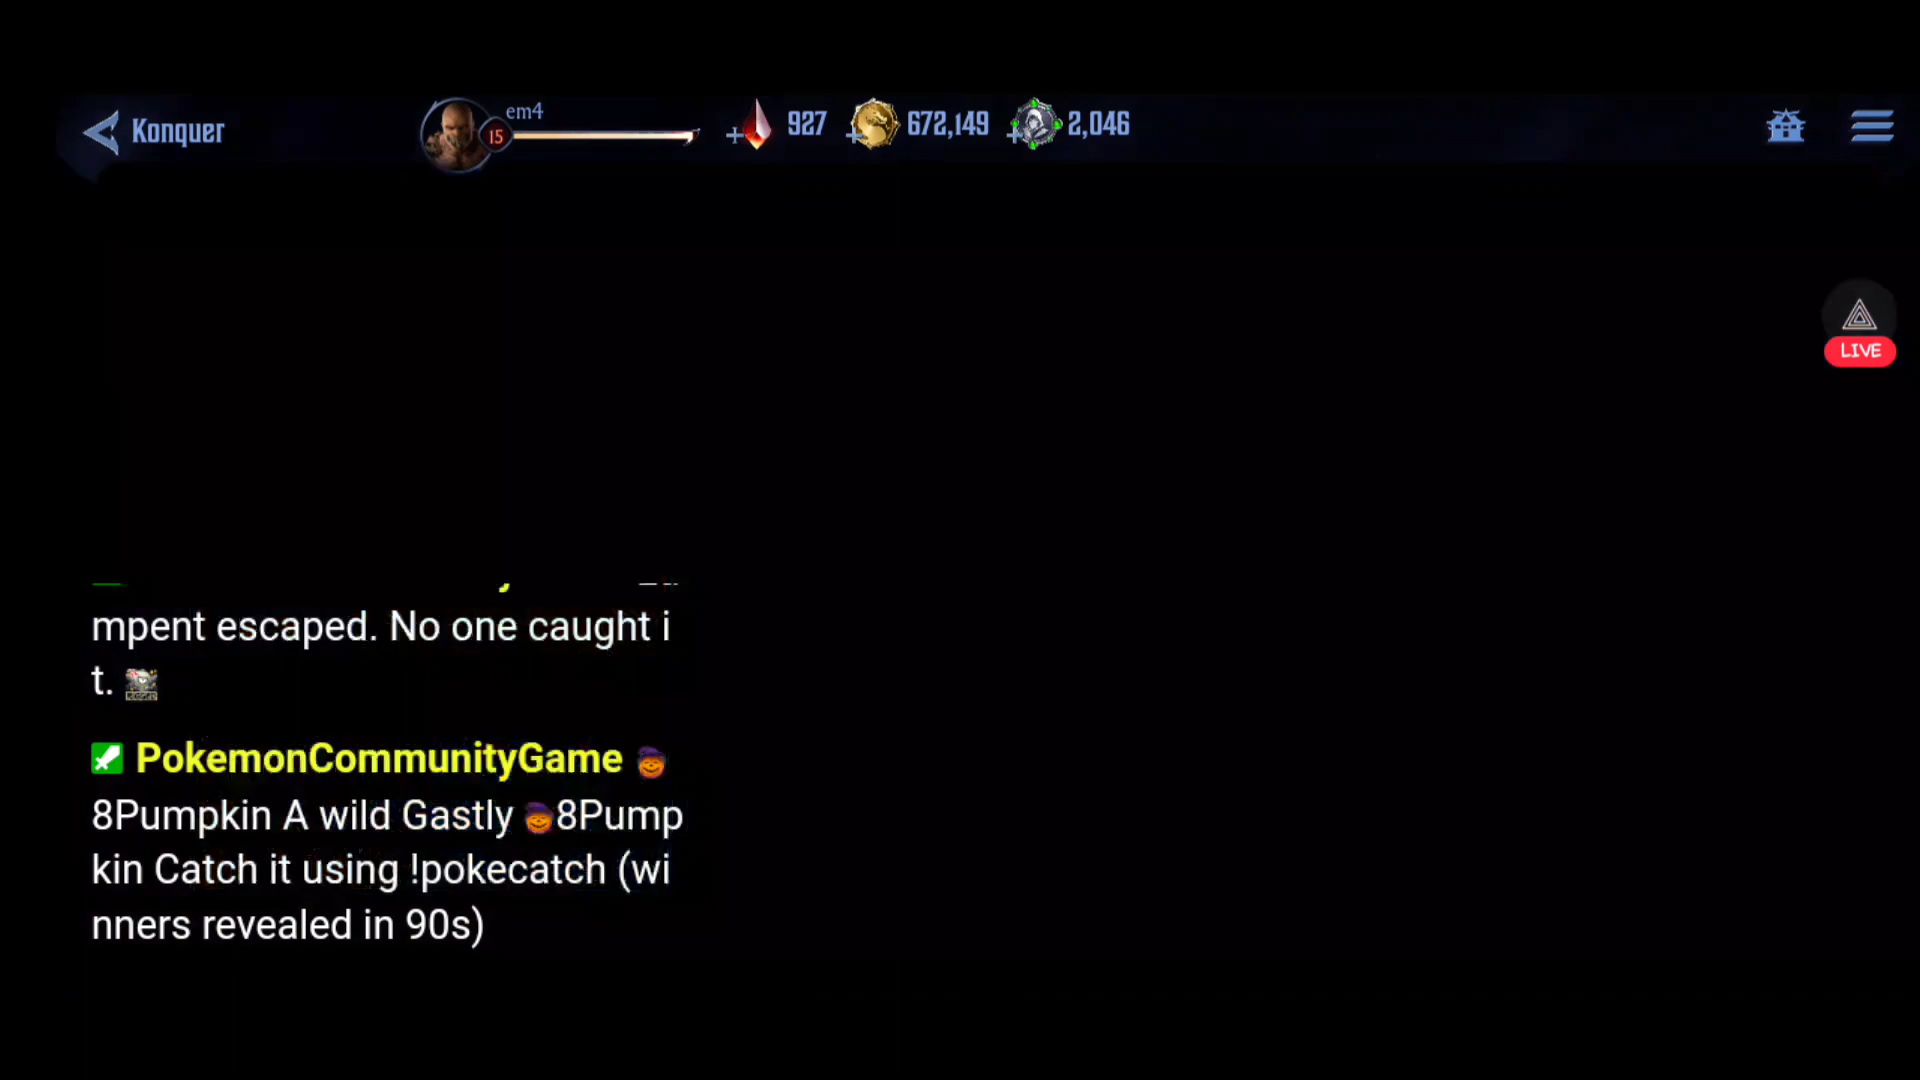 Konquer
em4
15
927
672,149
2,046
LIVE
mpent escaped. No one caught i
t.
PokemonCommunityGame
8Pumpkin A wild Gastly 8Pump
kin Catch it using !pokecatch (wi
nners revealed in 90s)